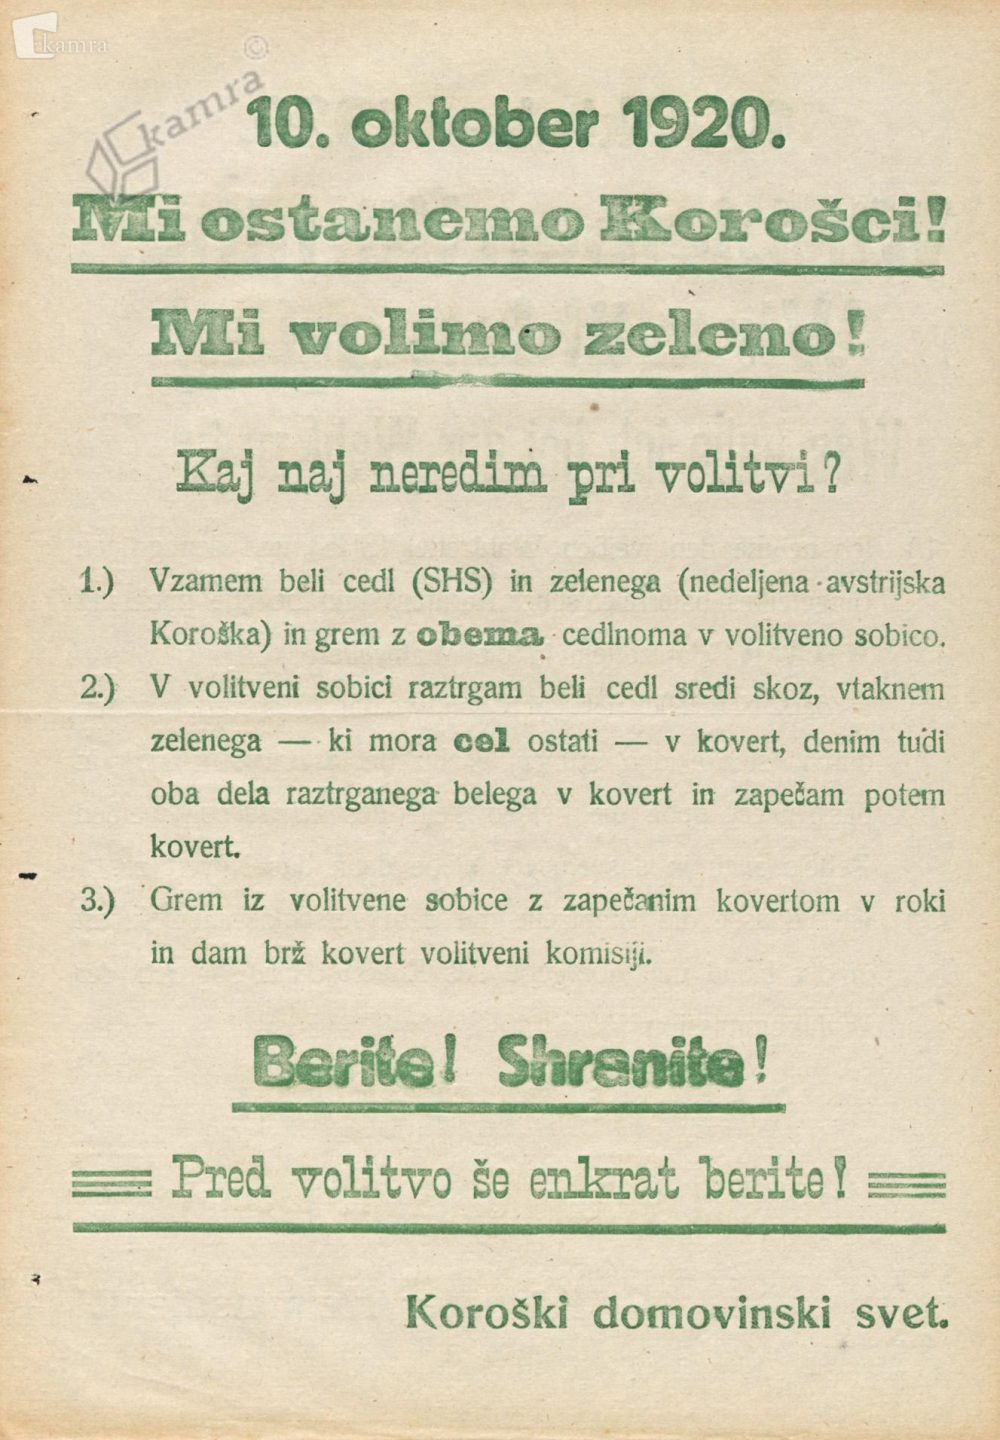 kamra
kamra
©
10. oktober 1920.
Mi ostanemo Korošci!
Mi volimo zeleno!
Kaj naj neredim pri volitvi?
1.) Vzamem beli cedl (SHS) in zelenega (nedeljena avstrijska
Koroška) in grem z obema cedlnoma v volitveno sobico.
2.) V volitveni sobici raztrgam beli cedl sredi skoz, vtaknem
zelenega — ki mora cel ostati — v kovert, denim tudi
oba dela raztrganega belega v kovert in zapečam potem
kovert.
3.) Grem iz volitvene sobice z zapečanim kovertom v roki
in dam brž kovert volitveni komisiji.
Berite! Shranite!
Pred volitvo še enkrat berite!
Koroški domovinski svet.